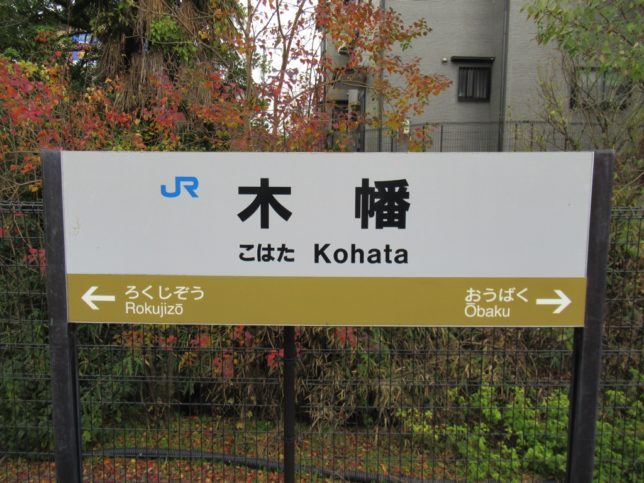 JR 木幡
こはた Kohata
← ろくじぞう おうばく →
Rokujizō Ōbaku